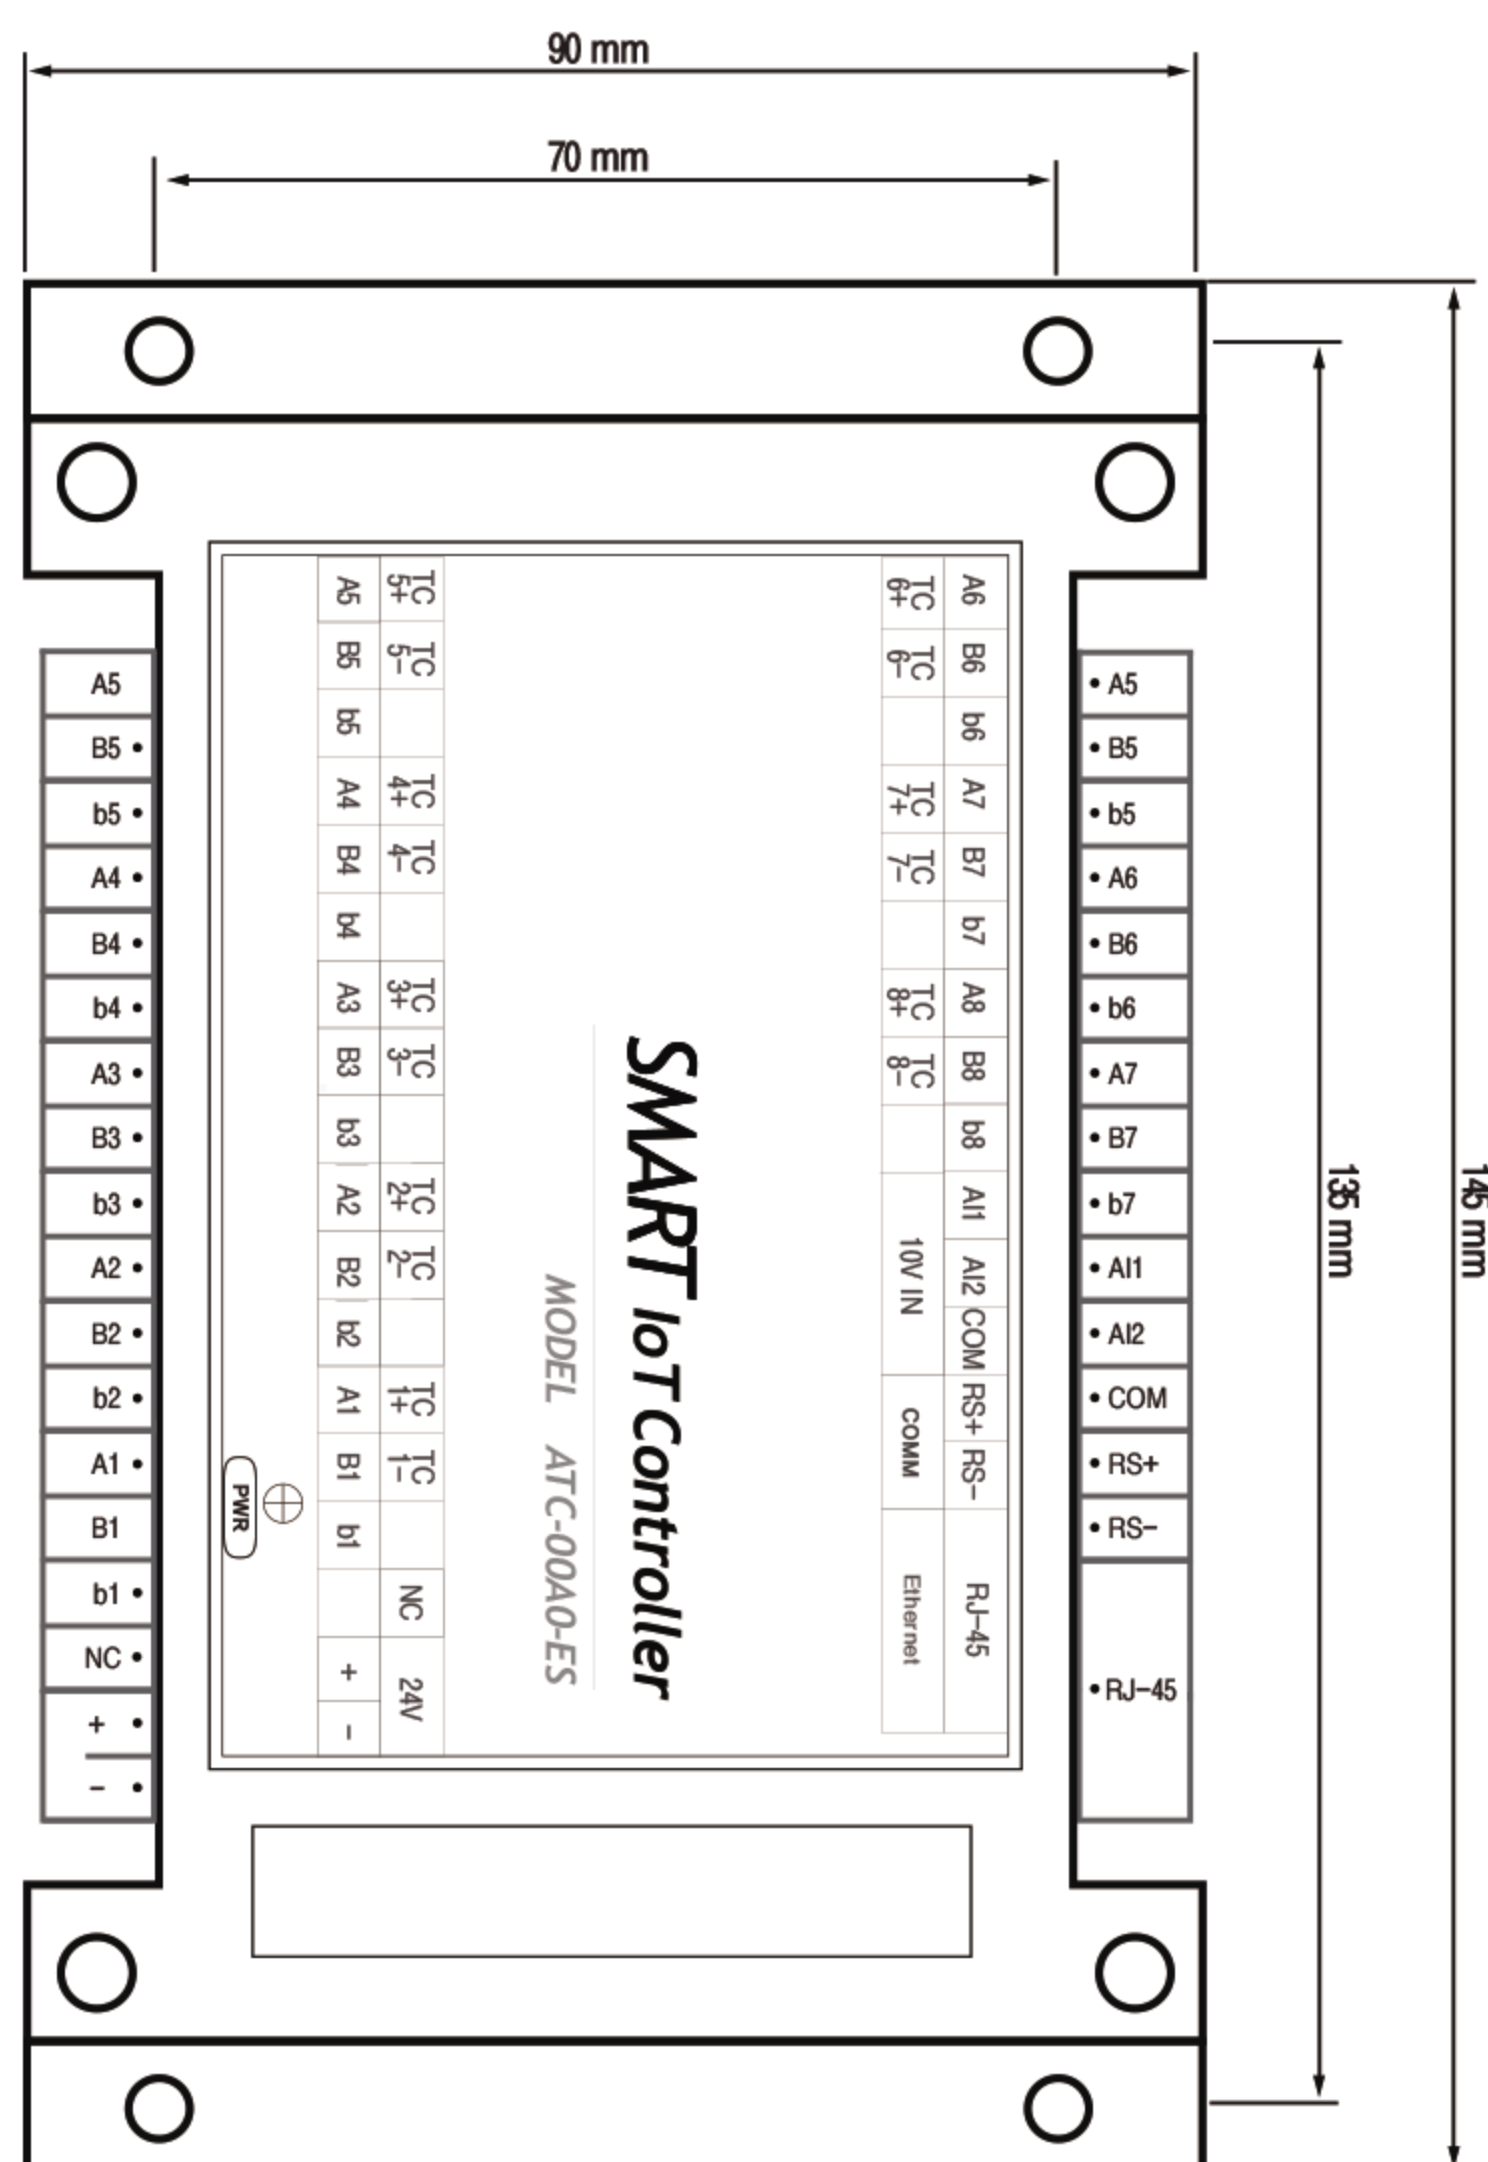 90 mm
70 mm
135 mm
145 mm
A5
B5
b5
A4
B4
b4
A3
B3
b3
A2
B2
b2
A1
B1
b1
NC
+
−
A5
B5
b5
A4
B4
b4
A3
B3
b3
A2
B2
b2
A1
B1
b1
+
−
TC 5+
TC 5−
TC 4+
TC 4−
TC 3+
TC 3−
TC 2+
TC 2−
TC 1+
TC 1−
NC
24V
PWR
SMART IoT Controller
MODEL ATC-00A0-ES
TC 6+
TC 6−
TC 7+
TC 7−
TC 8+
TC 8−
10V IN
COMM
Ethernet
A6
B6
b6
A7
B7
b7
A8
B8
b8
AI1
AI2
COM
RS+
RS−
RJ−45
• A5
• B5
• b5
• A6
• B6
• b6
• A7
• B7
• b7
• AI1
• AI2
• COM
• RS+
• RS−
• RJ−45